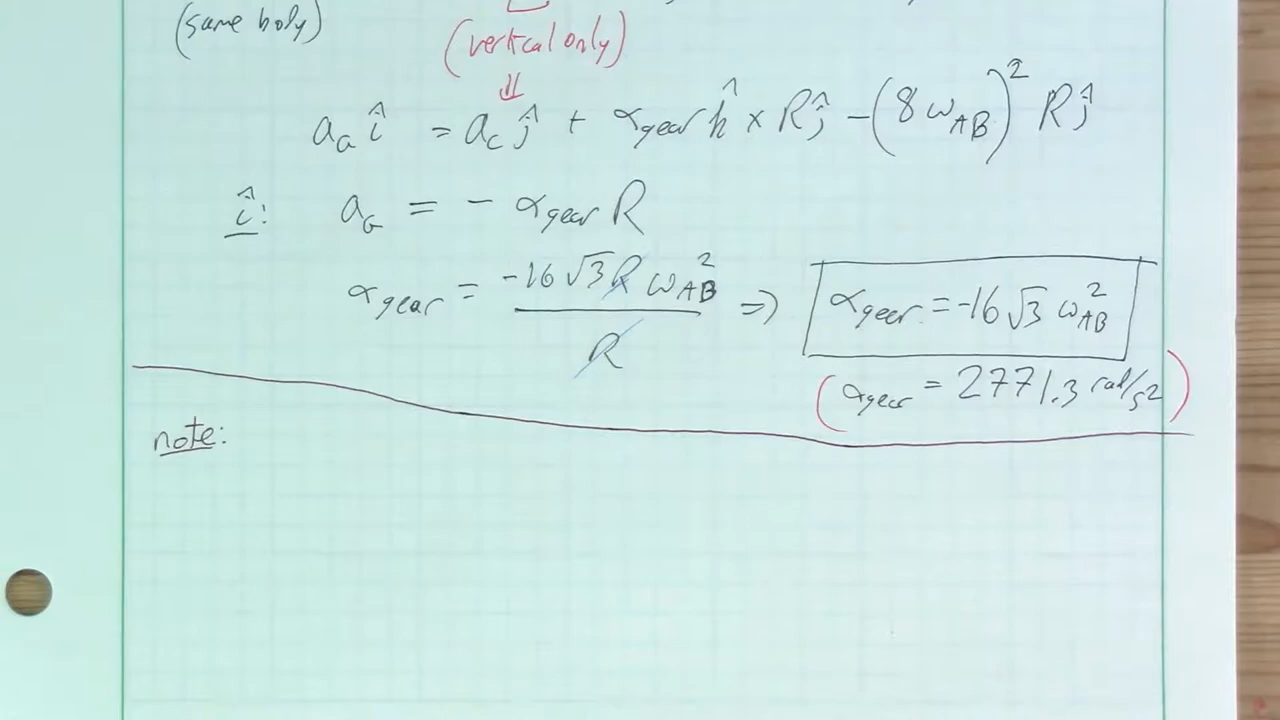 (same body)
(vertical only)
⇓
a_G î = a_C ĵ + α_gear k̂ × R ĵ − (8 ω_AB)² R ĵ
î: a_G = − α_gear R
α_gear = −16 √3 R ω_AB² / R ⇒ α_gear = −16 √3 ω_AB²
(α_gear = 2771.3 rad/s²)
note: